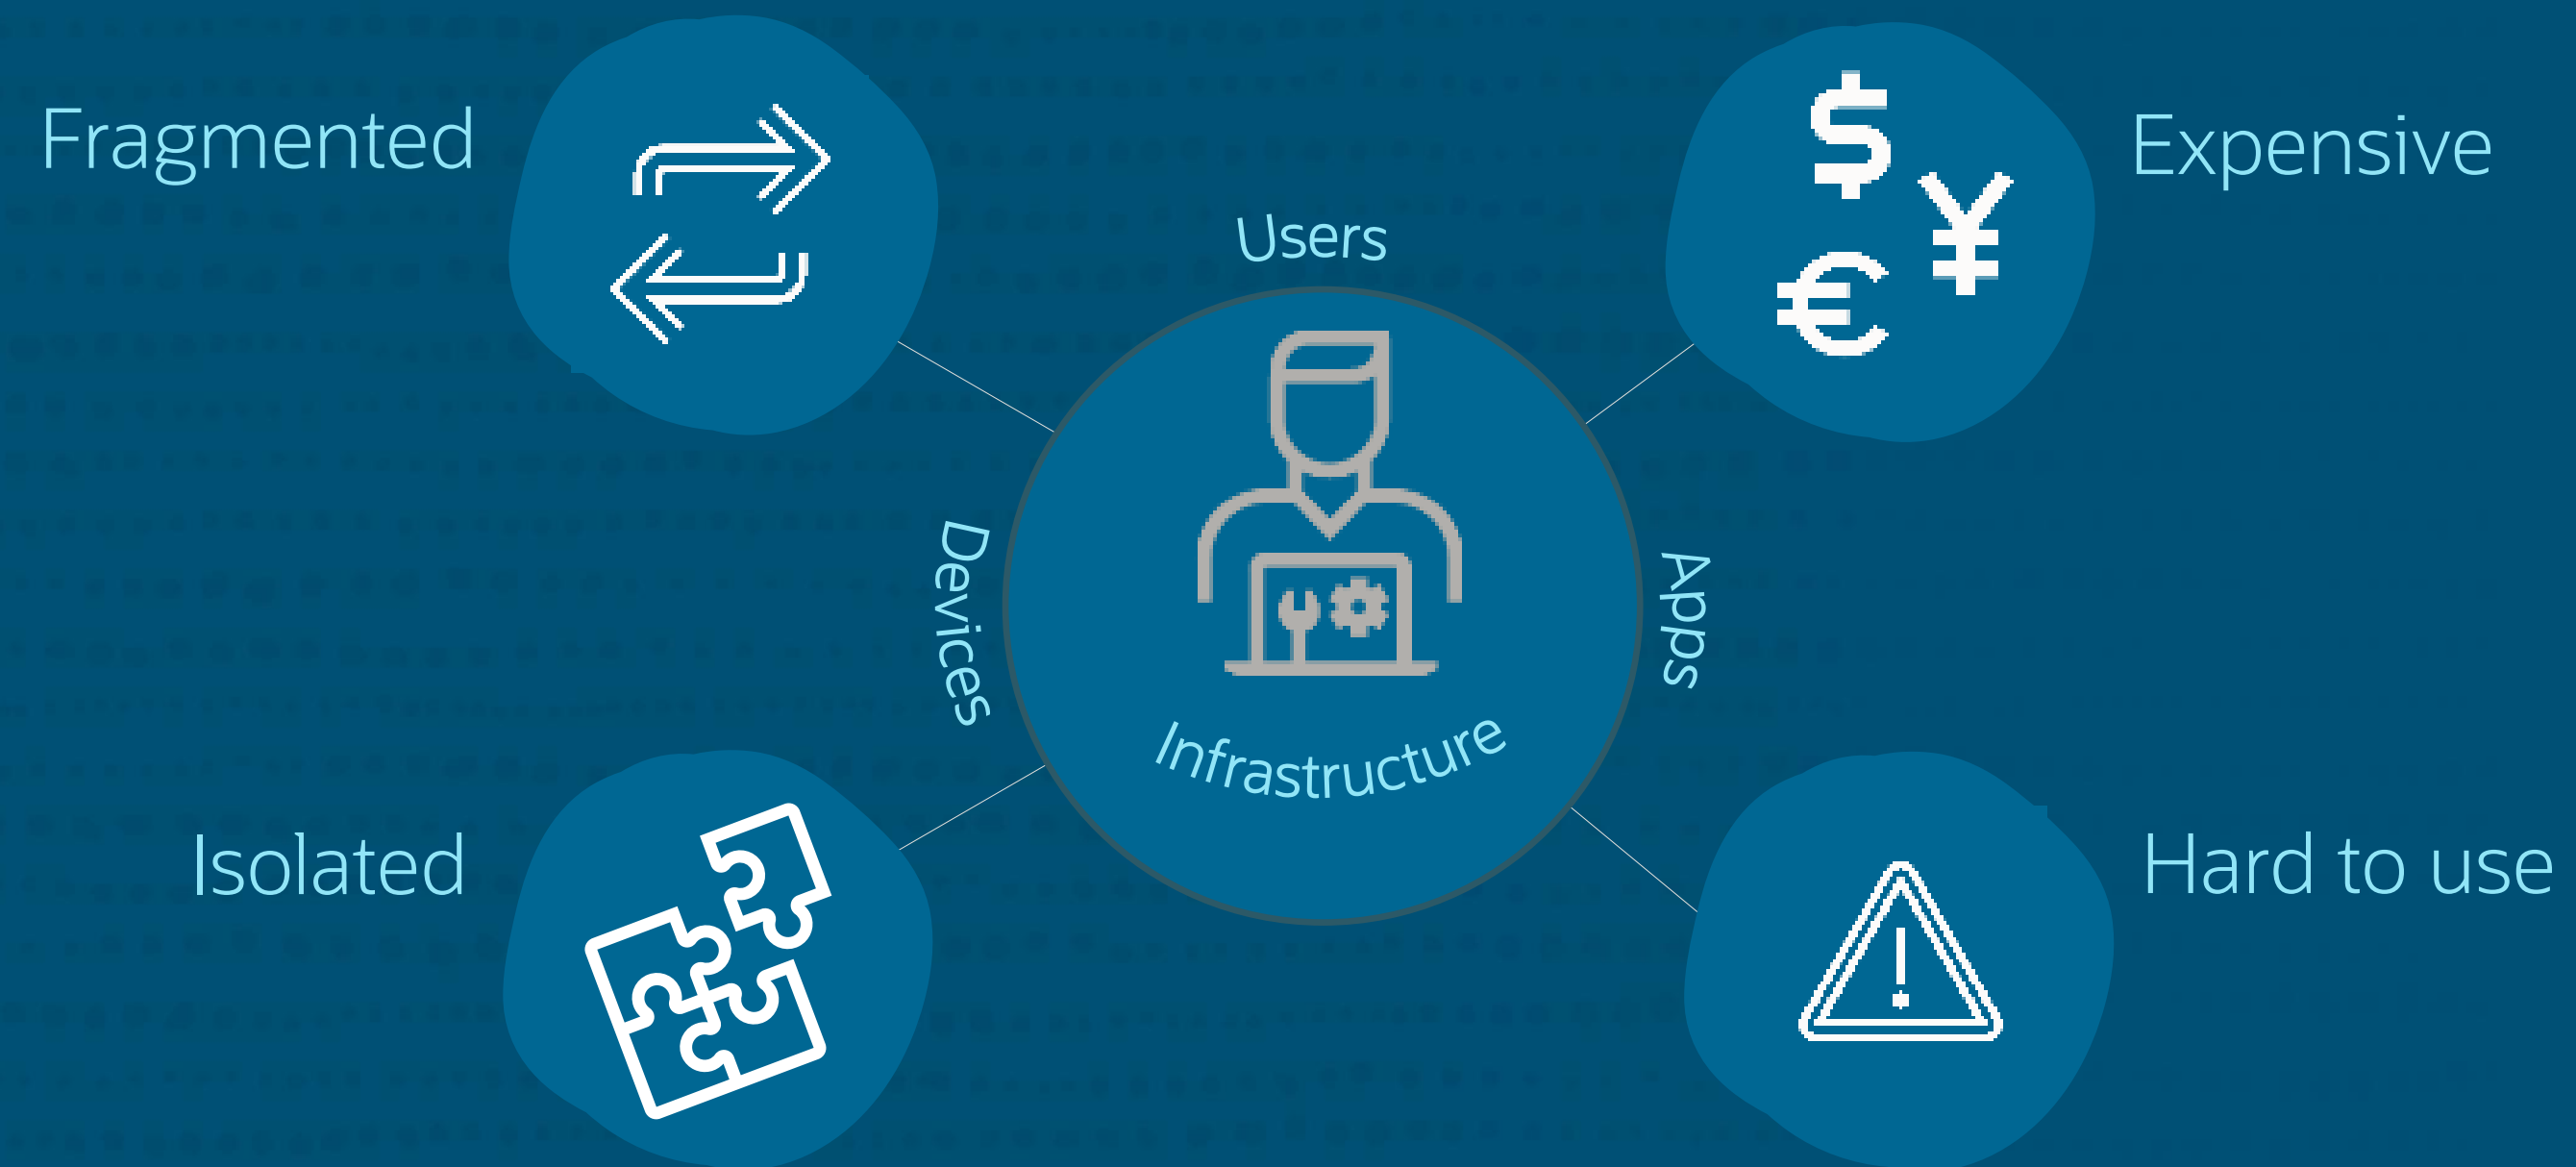 Fragmented
Expensive
Users
Devices
Apps
Infrastructure
Isolated
Hard to use